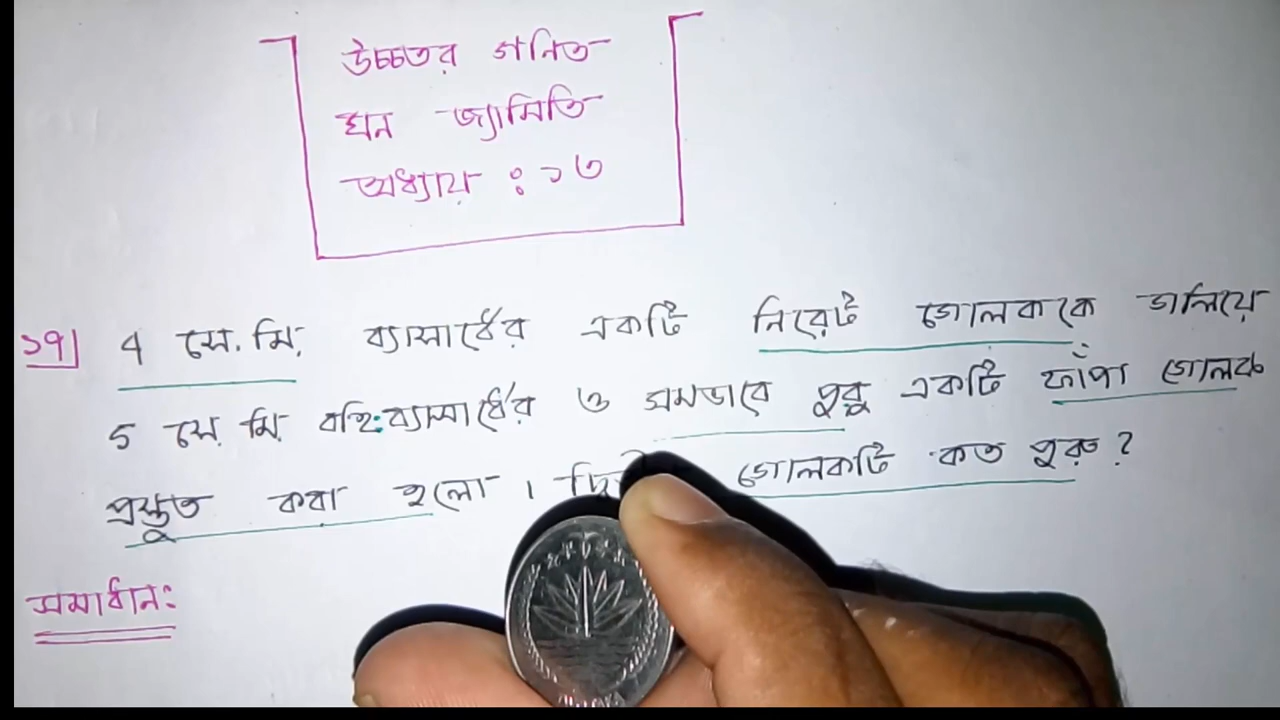 উচ্চতর গনিত
ঘন জ্যামিতি
অধ্যায় : ১৩
১৭| 4 সে. মি. ব্যাসার্ধের একটি নিরেট গোলককে গালিয়ে
5 সে. মি. বহিঃব্যাসার্ধের ও সমভাবে পুরু একটি ফাঁপা গোলক
প্রস্তুত করা হলো । গোলকটি কত পুরু ?
সমাধান: